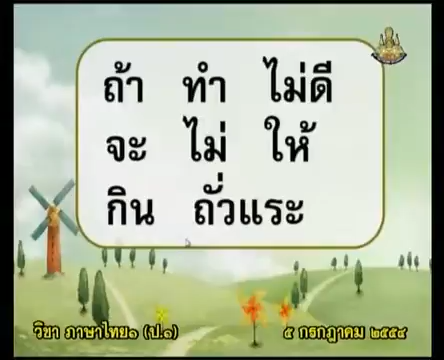 ถ้า ทำ ไม่ดี
จะ ไม่ ให้
กิน ถั่วแระ
วิชา ภาษาไทย๑ (ป.๑)
๕ กรกฎาคม ๒๕๕๔